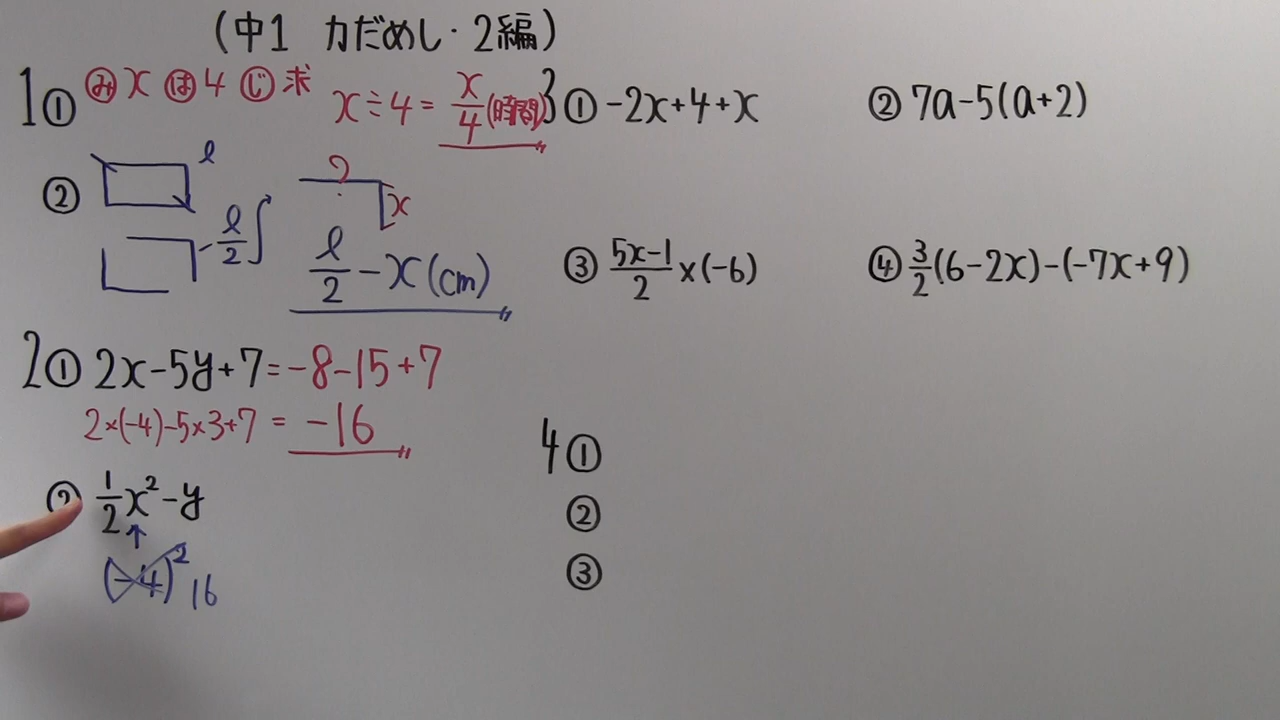 (中1 力だめし・2編)
1① み x は 4 じ 求 x÷4= x/4 (時間)
② ℓ
ℓ/2
? x
ℓ/2 -x(cm)
2① 2x-5y+7=-8-15+7
2×(-4)-5×3+7 = -16
② 1/2 x²-y
(-4)² 16
3① -2x+4+x
② 7a-5(a+2)
③ (5x-1)/2 ×(-6)
④ 3/2 (6-2x)-(-7x+9)
4①
②
③